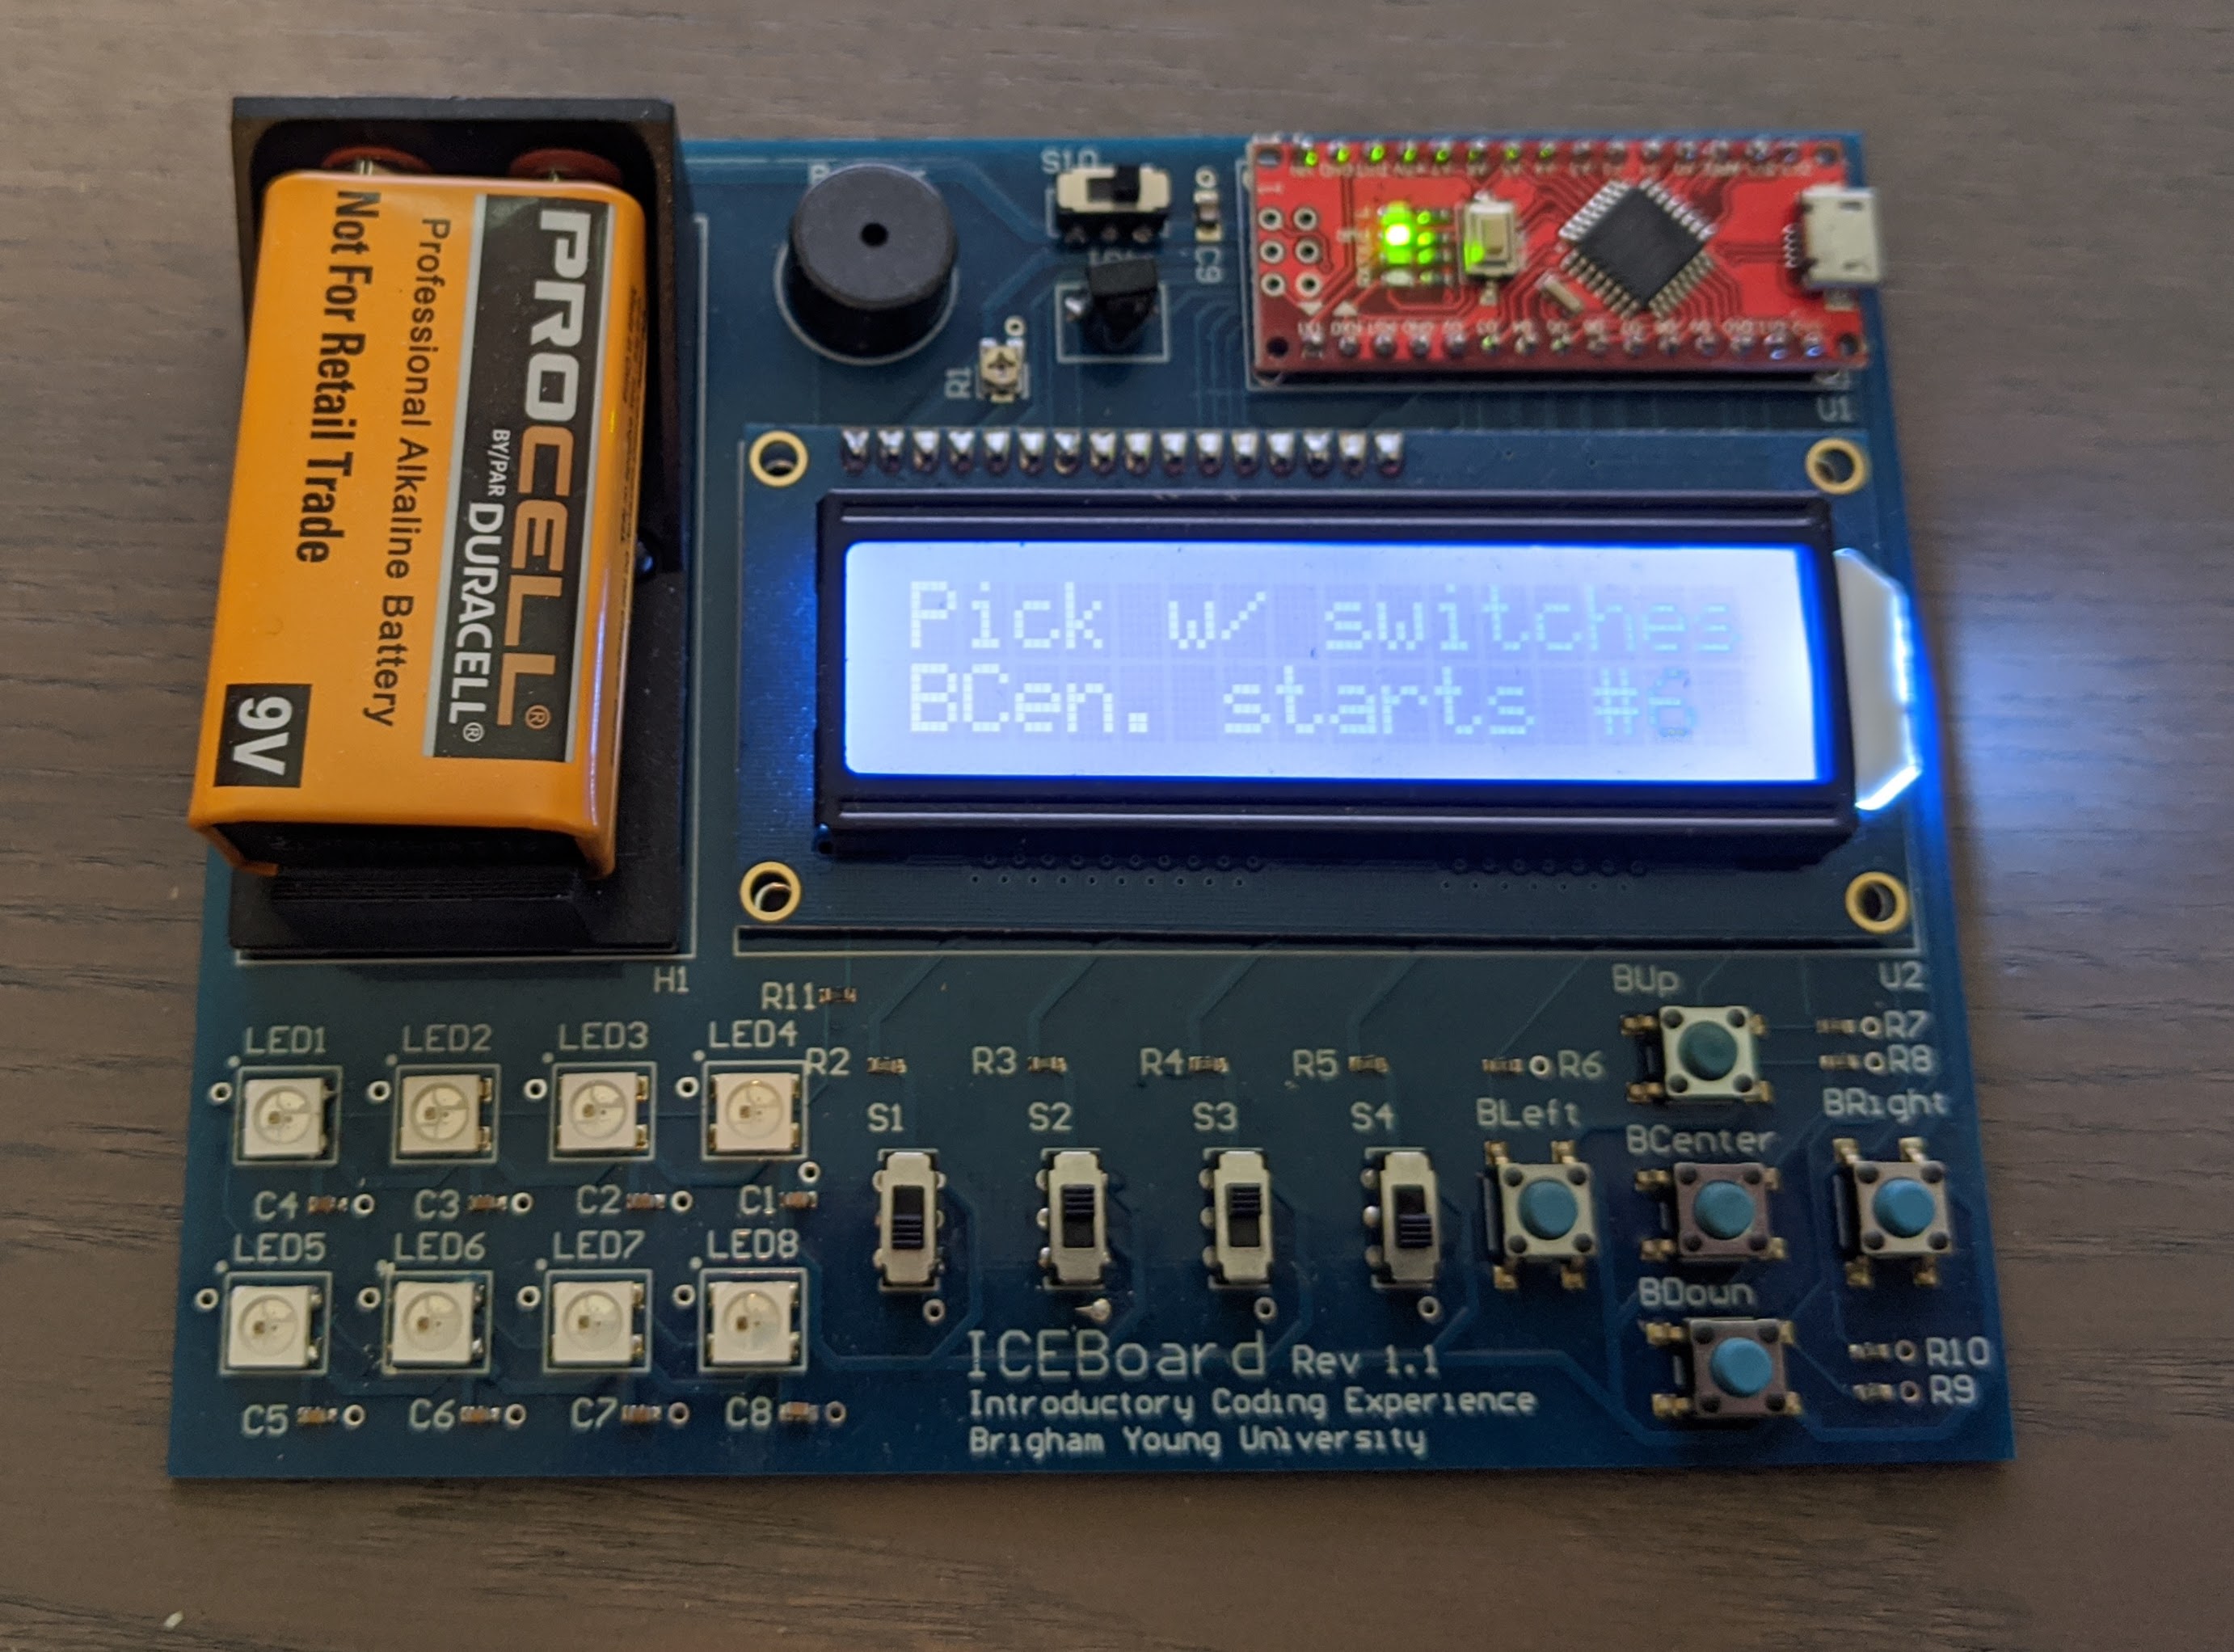 PROCELL®
BY/PAR DURACELL®
Professional Alkaline Battery
Not For Retail Trade
9V
S10
C9
R1
U1
Pick w/ switches
BCen. starts #6
H1
U2
R11
BUp
R7
R8
LED1 LED2 LED3 LED4
R2 R3 R4 R5 R6
S1 S2 S3 S4 BLeft BRight
BCenter
C4 C3 C2 C1
LED5 LED6 LED7 LED8
BDown
ICEBoard Rev 1.1
R10
R9
Introductory Coding Experience
C5 C6 C7 C8
Brigham Young University